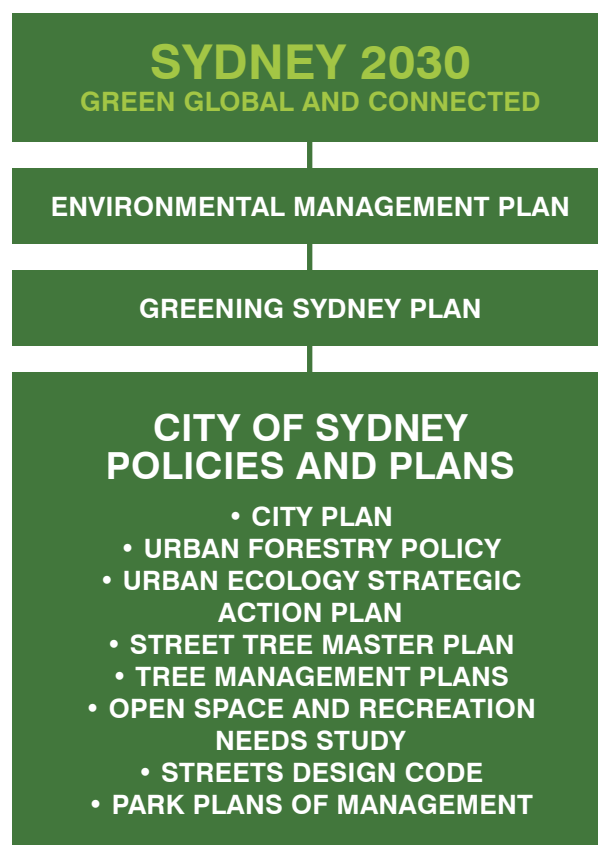 SYDNEY 2030
GREEN GLOBAL AND CONNECTED
ENVIRONMENTAL MANAGEMENT PLAN
GREENING SYDNEY PLAN
CITY OF SYDNEY
POLICIES AND PLANS
• CITY PLAN
• URBAN FORESTRY POLICY
• URBAN ECOLOGY STRATEGIC
ACTION PLAN
• STREET TREE MASTER PLAN
• TREE MANAGEMENT PLANS
• OPEN SPACE AND RECREATION
NEEDS STUDY
• STREETS DESIGN CODE
• PARK PLANS OF MANAGEMENT